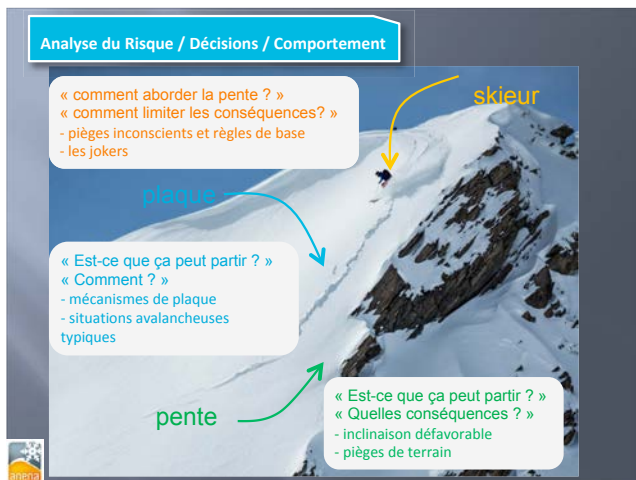 Analyse du Risque / Décisions / Comportement
« comment aborder la pente ? »
« comment limiter les conséquences? »
- pièges inconscients et règles de base
- les jokers
skieur
plaque
« Est-ce que ça peut partir ? »
« Comment ? »
- mécanismes de plaque
- situations avalancheuses
typiques
pente
« Est-ce que ça peut partir ? »
« Quelles conséquences ? »
- inclinaison défavorable
- pièges de terrain
anena